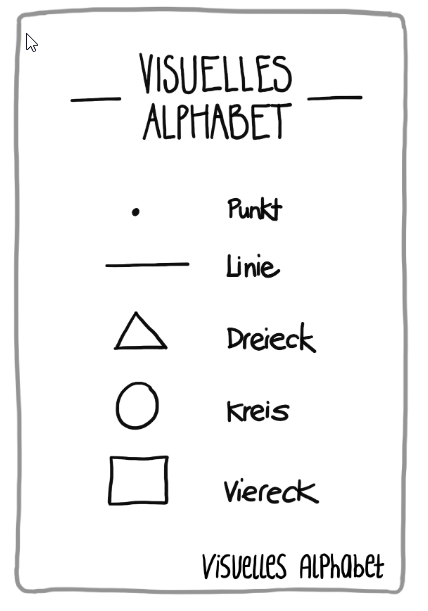 VISUELLES
ALPHABET
Punkt
Linie
Dreieck
Kreis
Viereck
Visuelles Alphabet